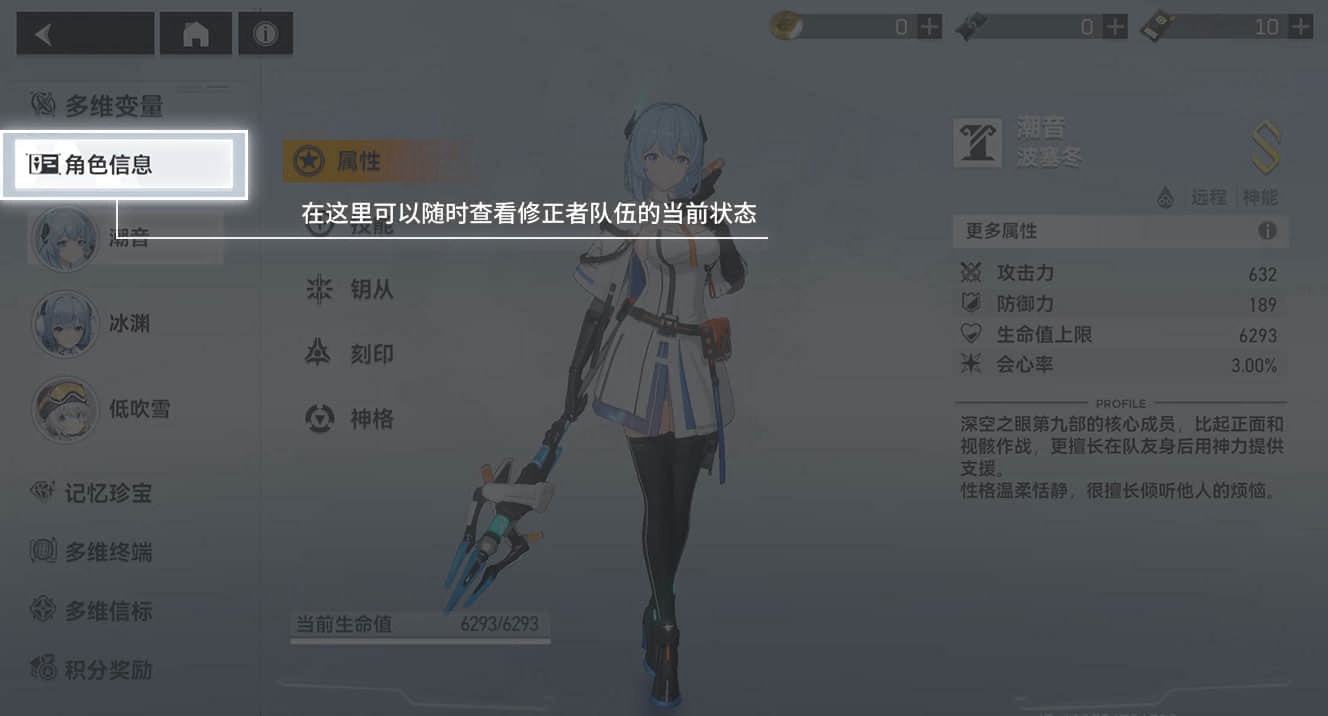 0
0
10
多维变量
角色信息
潮音
冰渊
低吹雪
记忆珍宝
多维终端
多维信标
积分奖励
属性
在这里可以随时查看修正者队伍的当前状态
技能
钥从
刻印
神格
当前生命值 6293/6293
潮音
波塞冬
远程 神能
更多属性
攻击力 632
防御力 189
生命值上限 6293
会心率 3.00%
PROFILE
深空之眼第九部的核心成员，比起正面和
视骸作战，更擅长在队友身后用神力提供
支援。
性格温柔恬静，很擅长倾听他人的烦恼。